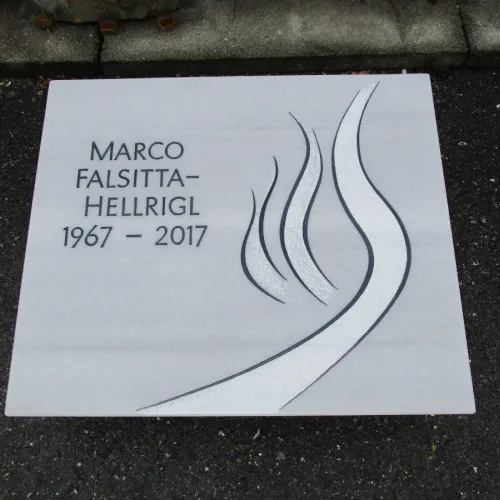 MARCO
FALSITTA–
HELLRIGL
1967 – 2017